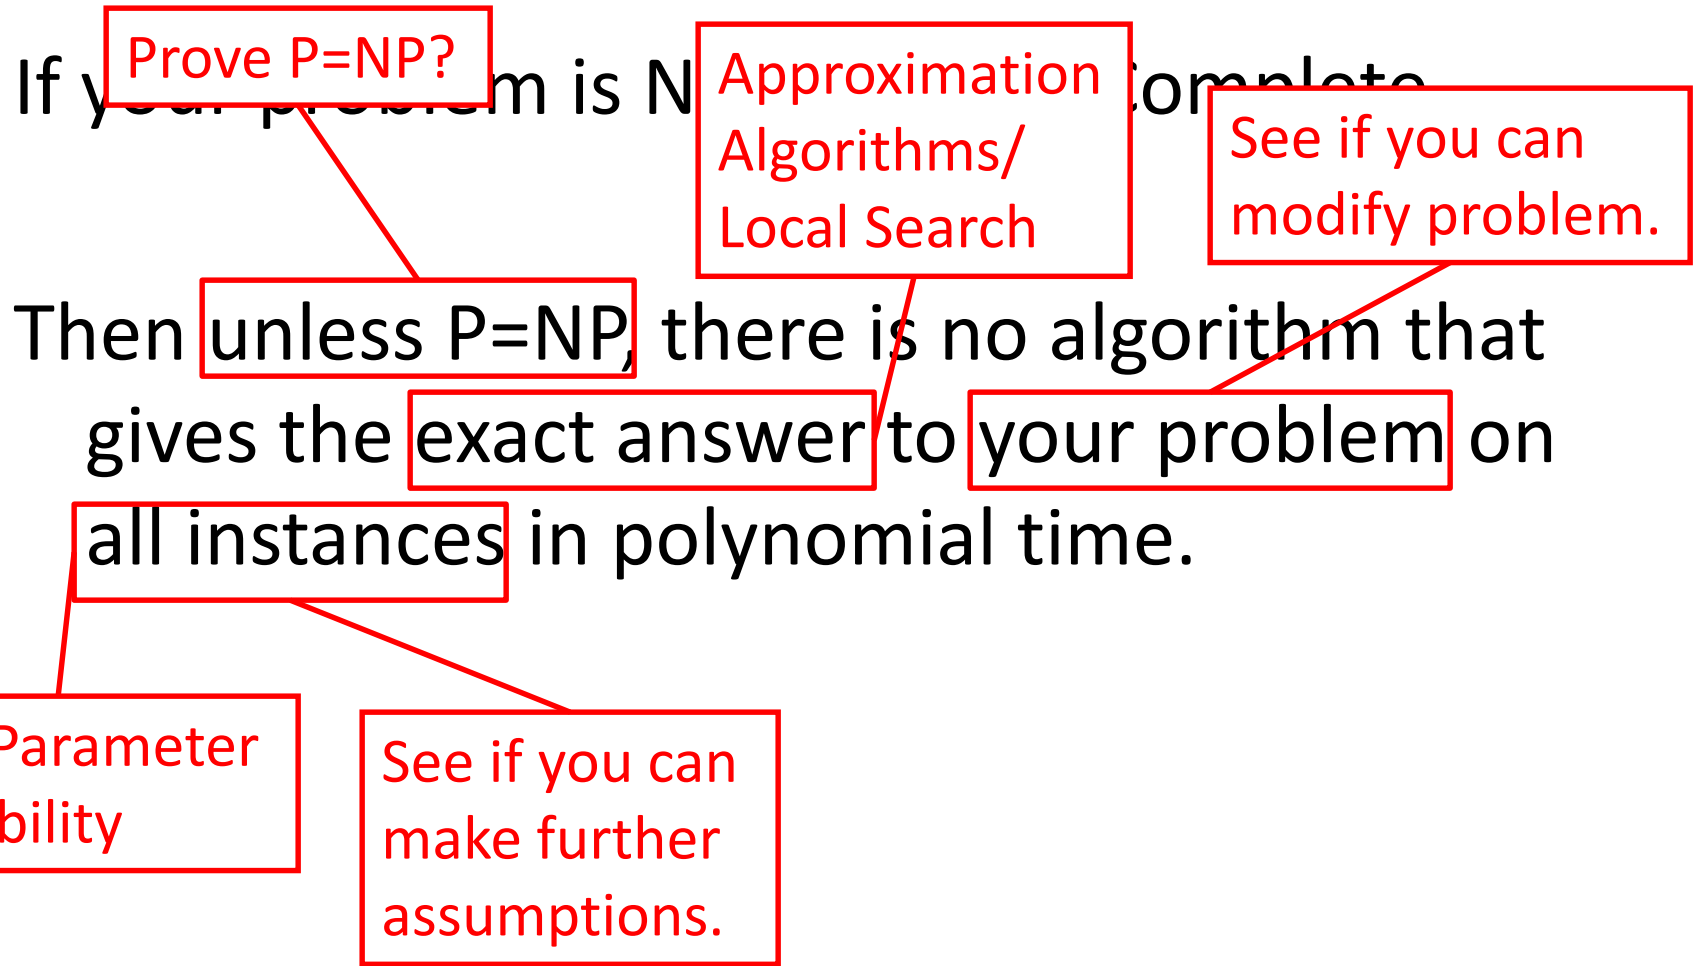 Prove P=NP?
Approximation
Algorithms/
Local Search
If problem is
See if you can
modify problem.
Then unless P=NP, there is no algorithm that
gives the exact answer to your problem on
all instances in polynomial time.
Parameter
bility
See if you can
make further
assumptions.